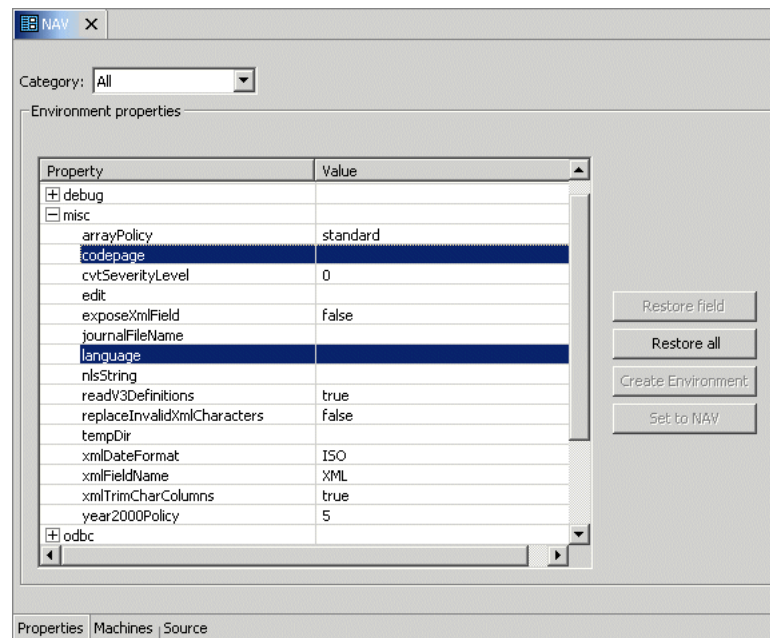 NAV
Category: All
Environment properties
Property Value
debug
misc
arrayPolicy standard
codepage
cvtSeverityLevel 0
edit
exposeXmlField false
journalFileName
language
nlsString
readV3Definitions true
replaceInvalidXmlCharacters false
tempDir
xmlDateFormat ISO
xmlFieldName XML
xmlTrimCharColumns true
year2000Policy 5
odbc
Restore field
Restore all
Create Environment
Set to NAV
Properties Machines Source